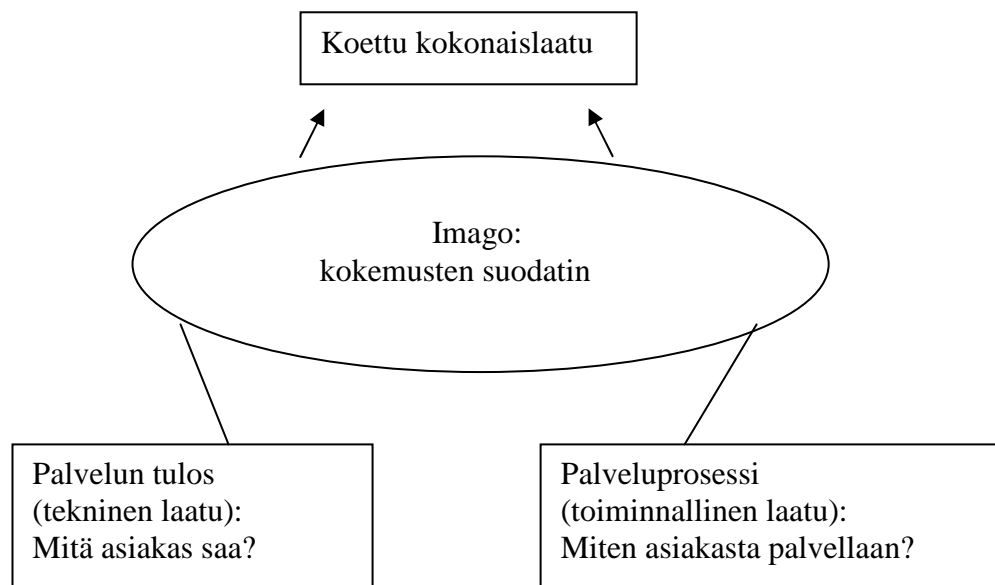 Koettu kokonaislaatu
Imago:
kokemusten suodatin
Palvelun tulos
(tekninen laatu):
Mitä asiakas saa?
Palveluprosessi
(toiminnallinen laatu):
Miten asiakasta palvellaan?